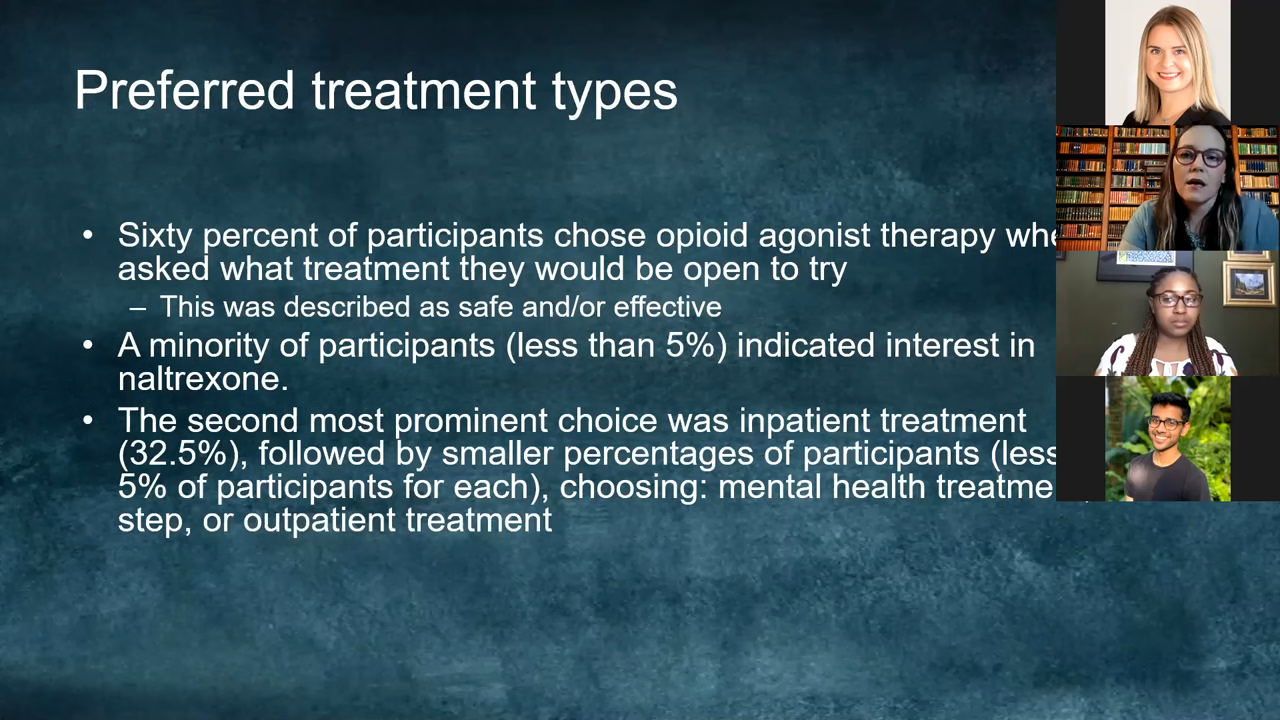 Preferred treatment types
• Sixty percent of participants chose opioid agonist therapy
asked what treatment they would be open to try
– This was described as safe and/or effective
• A minority of participants (less than 5%) indicated interest in
naltrexone.
• The second most prominent choice was inpatient treatment
(32.5%), followed by smaller percentages of participants (less
5% of participants for each), choosing: mental health
step, or outpatient treatment